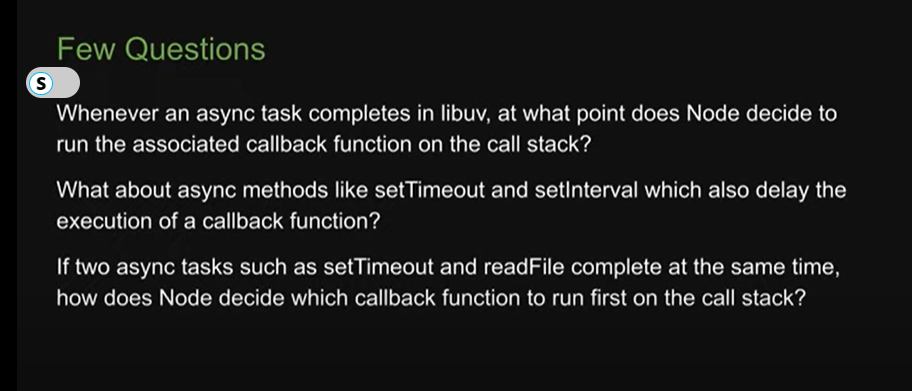 Few Questions
S
Whenever an async task completes in libuv, at what point does Node decide to
run the associated callback function on the call stack?
What about async methods like setTimeout and setInterval which also delay the
execution of a callback function?
If two async tasks such as setTimeout and readFile complete at the same time,
how does Node decide which callback function to run first on the call stack?